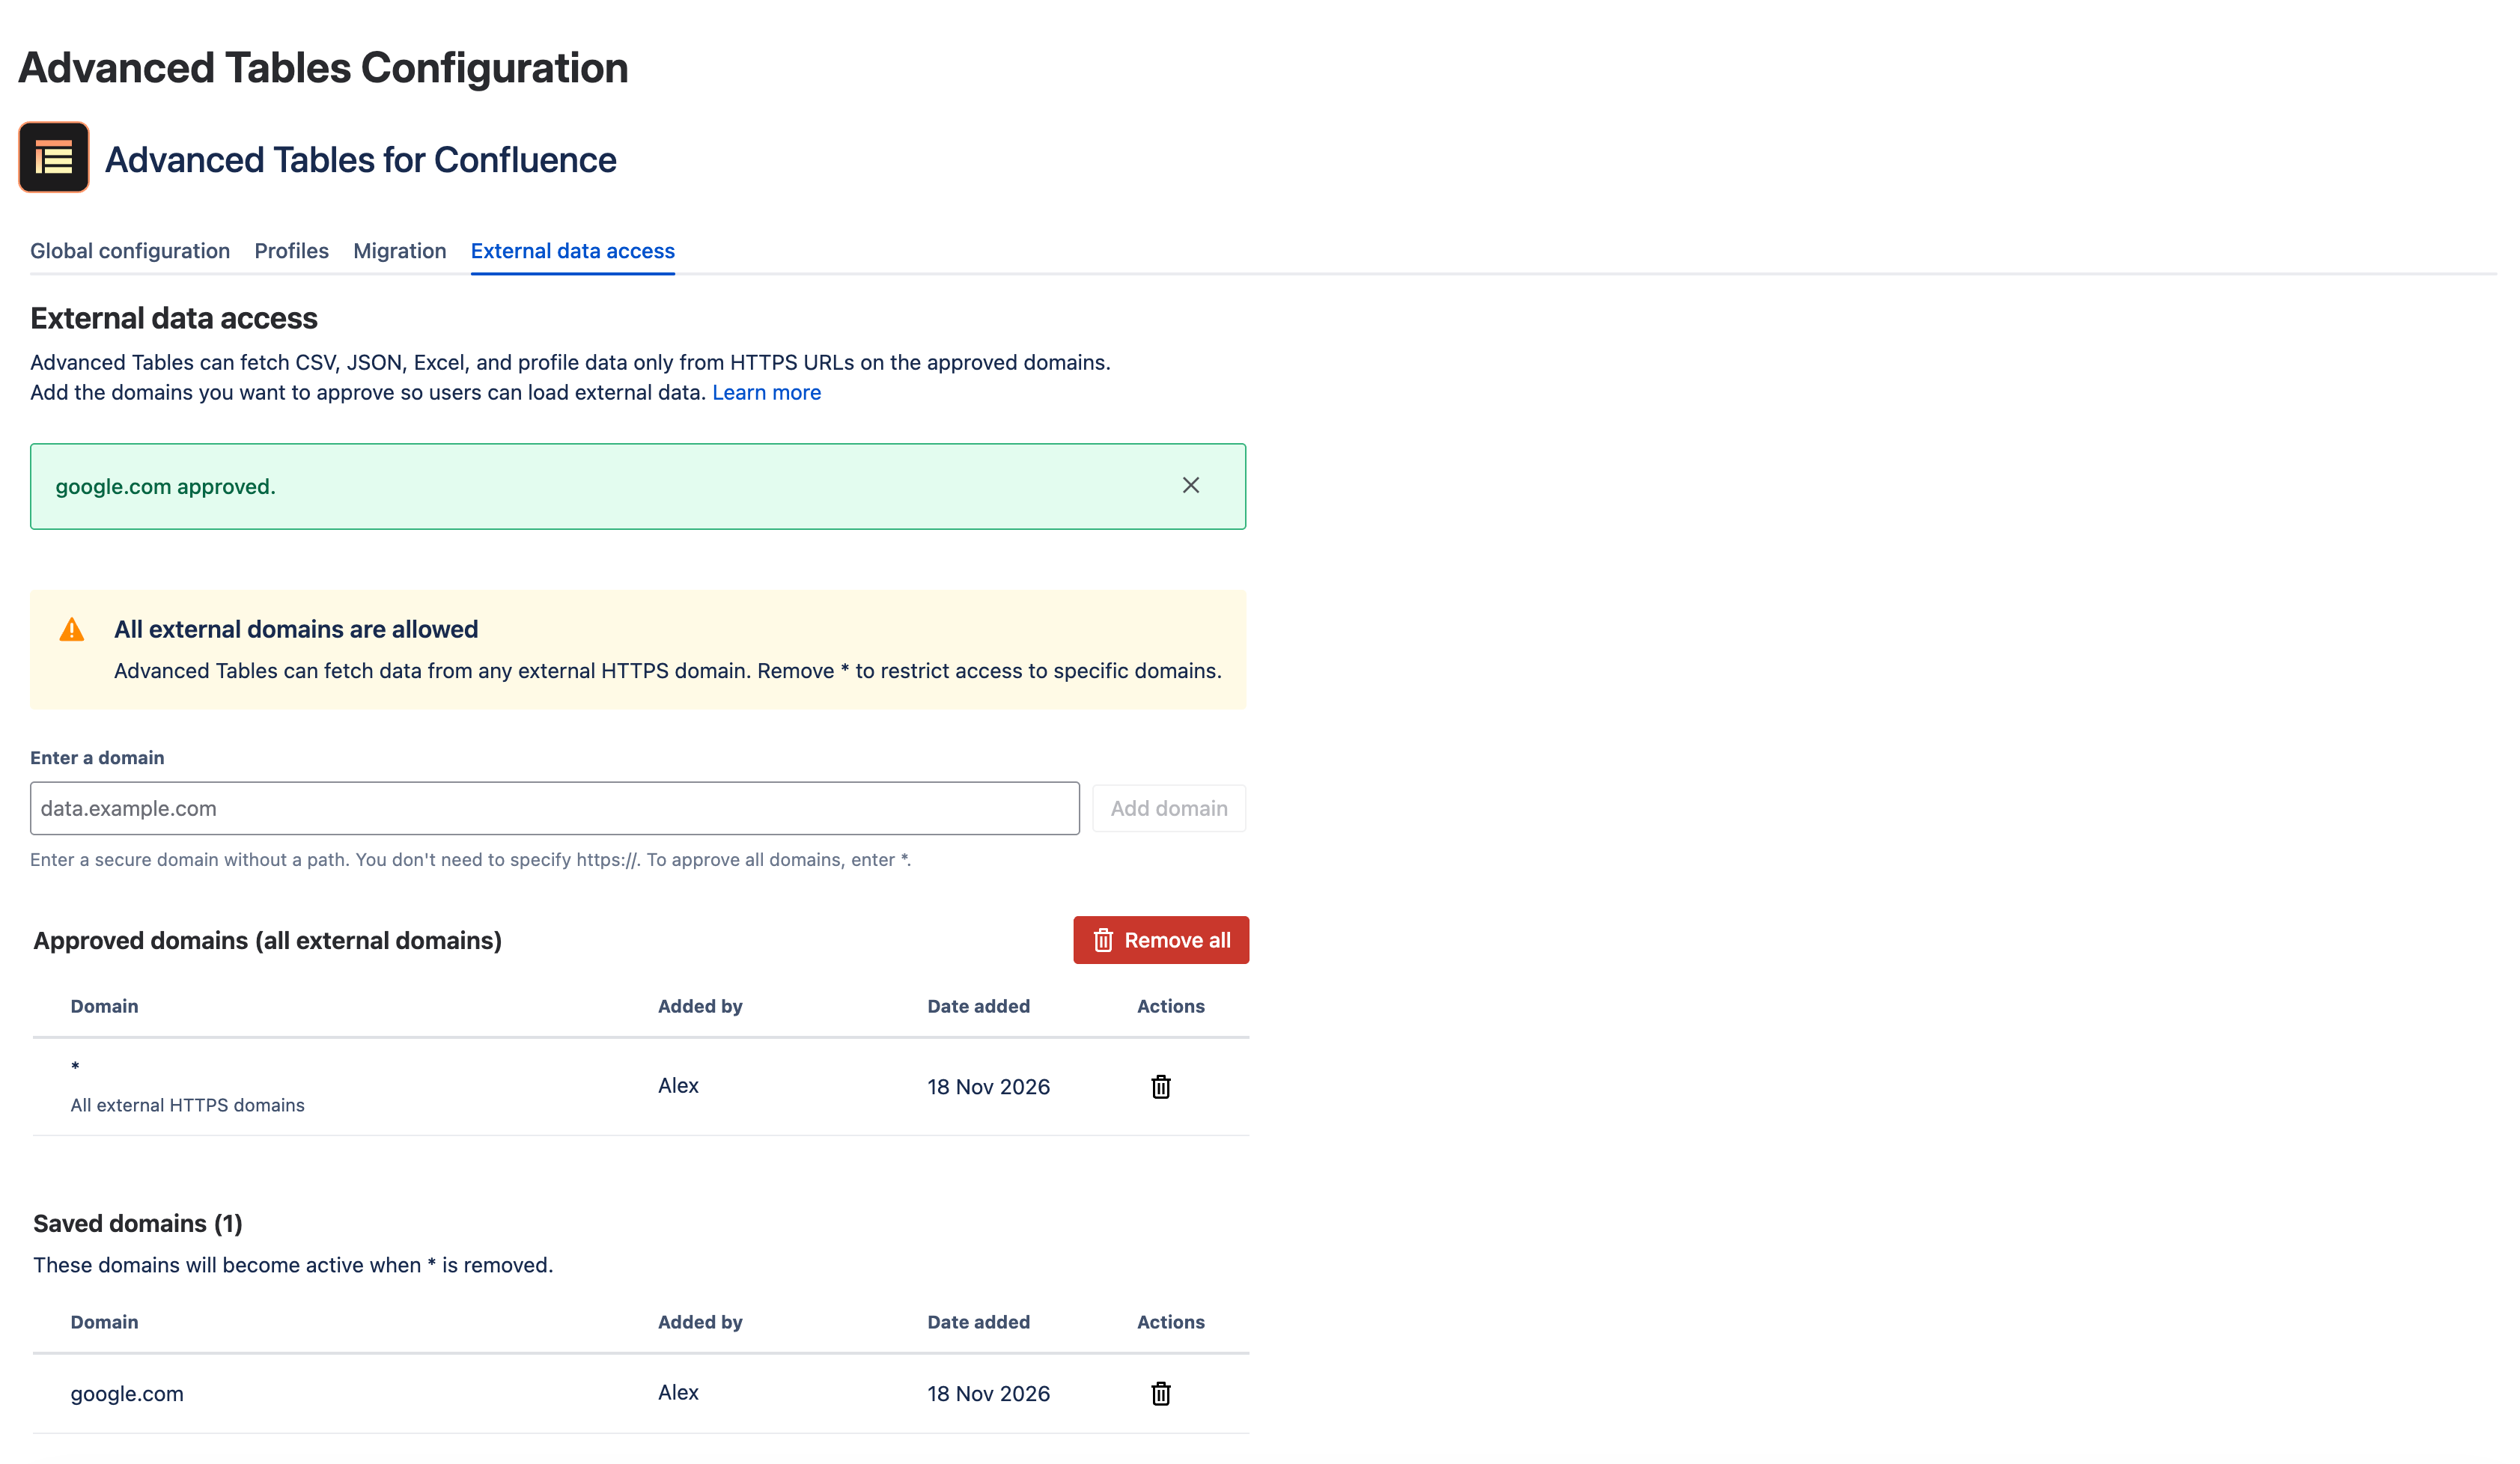 Advanced Tables Configuration
Advanced Tables for Confluence
Global configuration Profiles Migration External data access
External data access
Advanced Tables can fetch CSV, JSON, Excel, and profile data only from HTTPS URLs on the approved domains.
Add the domains you want to approve so users can load external data. Learn more
google.com approved.
All external domains are allowed
Advanced Tables can fetch data from any external HTTPS domain. Remove * to restrict access to specific domains.
Enter a domain
data.example.com Add domain
Enter a secure domain without a path. You don't need to specify https://. To approve all domains, enter *.
Approved domains (all external domains) Remove all
Domain Added by Date added Actions
*
All external HTTPS domains Alex 18 Nov 2026
Saved domains (1)
These domains will become active when * is removed.
Domain Added by Date added Actions
google.com Alex 18 Nov 2026